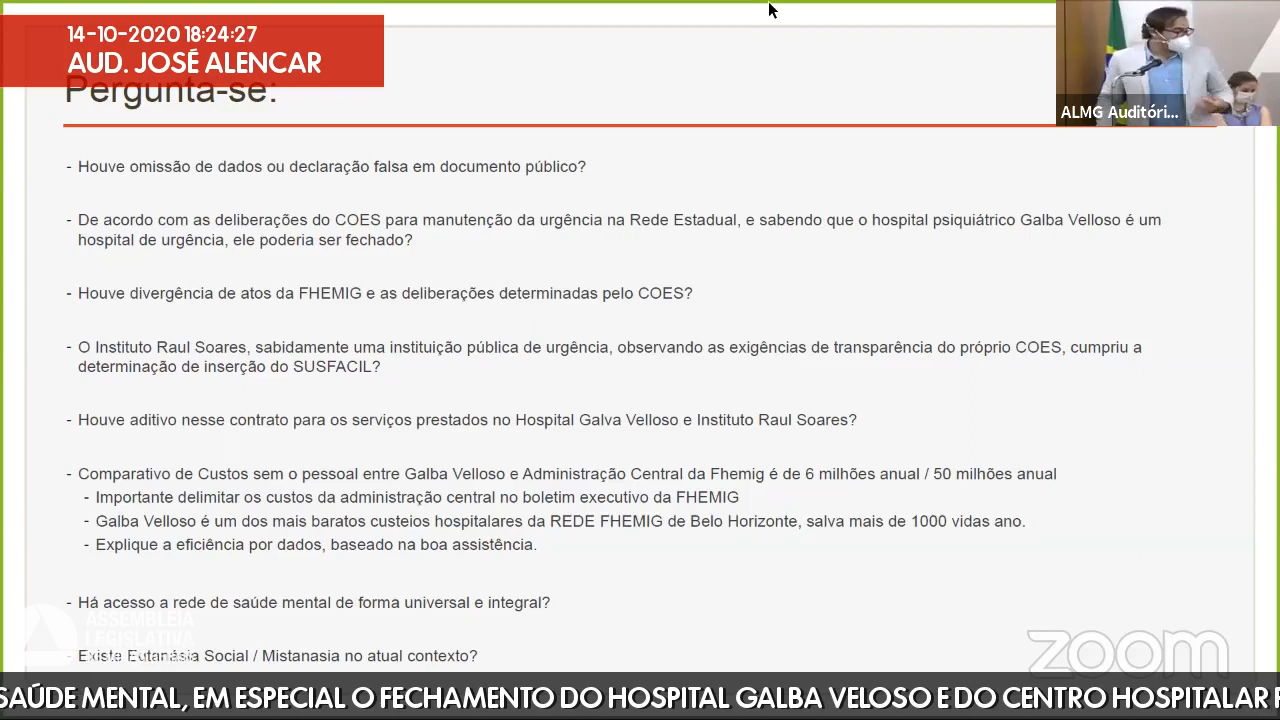 14-10-2020 18:24:27
AUD. JOSÉ ALENCAR
ALMG Auditóri...
Pergunta-se:
- Houve omissão de dados ou declaração falsa em documento público?
- De acordo com as deliberações do COES para manutenção da urgência na Rede Estadual, e sabendo que o hospital psiquiátrico Galba Velloso é um
hospital de urgência, ele poderia ser fechado?
- Houve divergência de atos da FHEMIG e as deliberações determinadas pelo COES?
- O Instituto Raul Soares, sabidamente uma instituição pública de urgência, observando as exigências de transparência do próprio COES, cumpriu a
determinação de inserção do SUSFACIL?
- Houve aditivo nesse contrato para os serviços prestados no Hospital Galva Velloso e Instituto Raul Soares?
- Comparativo de Custos sem o pessoal entre Galba Velloso e Administração Central da Fhemig é de 6 milhões anual / 50 milhões anual
- Importante delimitar os custos da administração central no boletim executivo da FHEMIG
- Galba Velloso é um dos mais baratos custeios hospitalares da REDE FHEMIG de Belo Horizonte, salva mais de 1000 vidas ano.
- Explique a eficiência por dados, baseado na boa assistência.
- Há acesso a rede de saúde mental de forma universal e integral?
ASSEMBLEIA
LEGISLATIVA
- Existe Eutanásia Social / Mistanasia no atual contexto?
zoom
SAÚDE MENTAL, EM ESPECIAL O FECHAMENTO DO HOSPITAL GALBA VELOSO E DO CENTRO HOSPITALAR